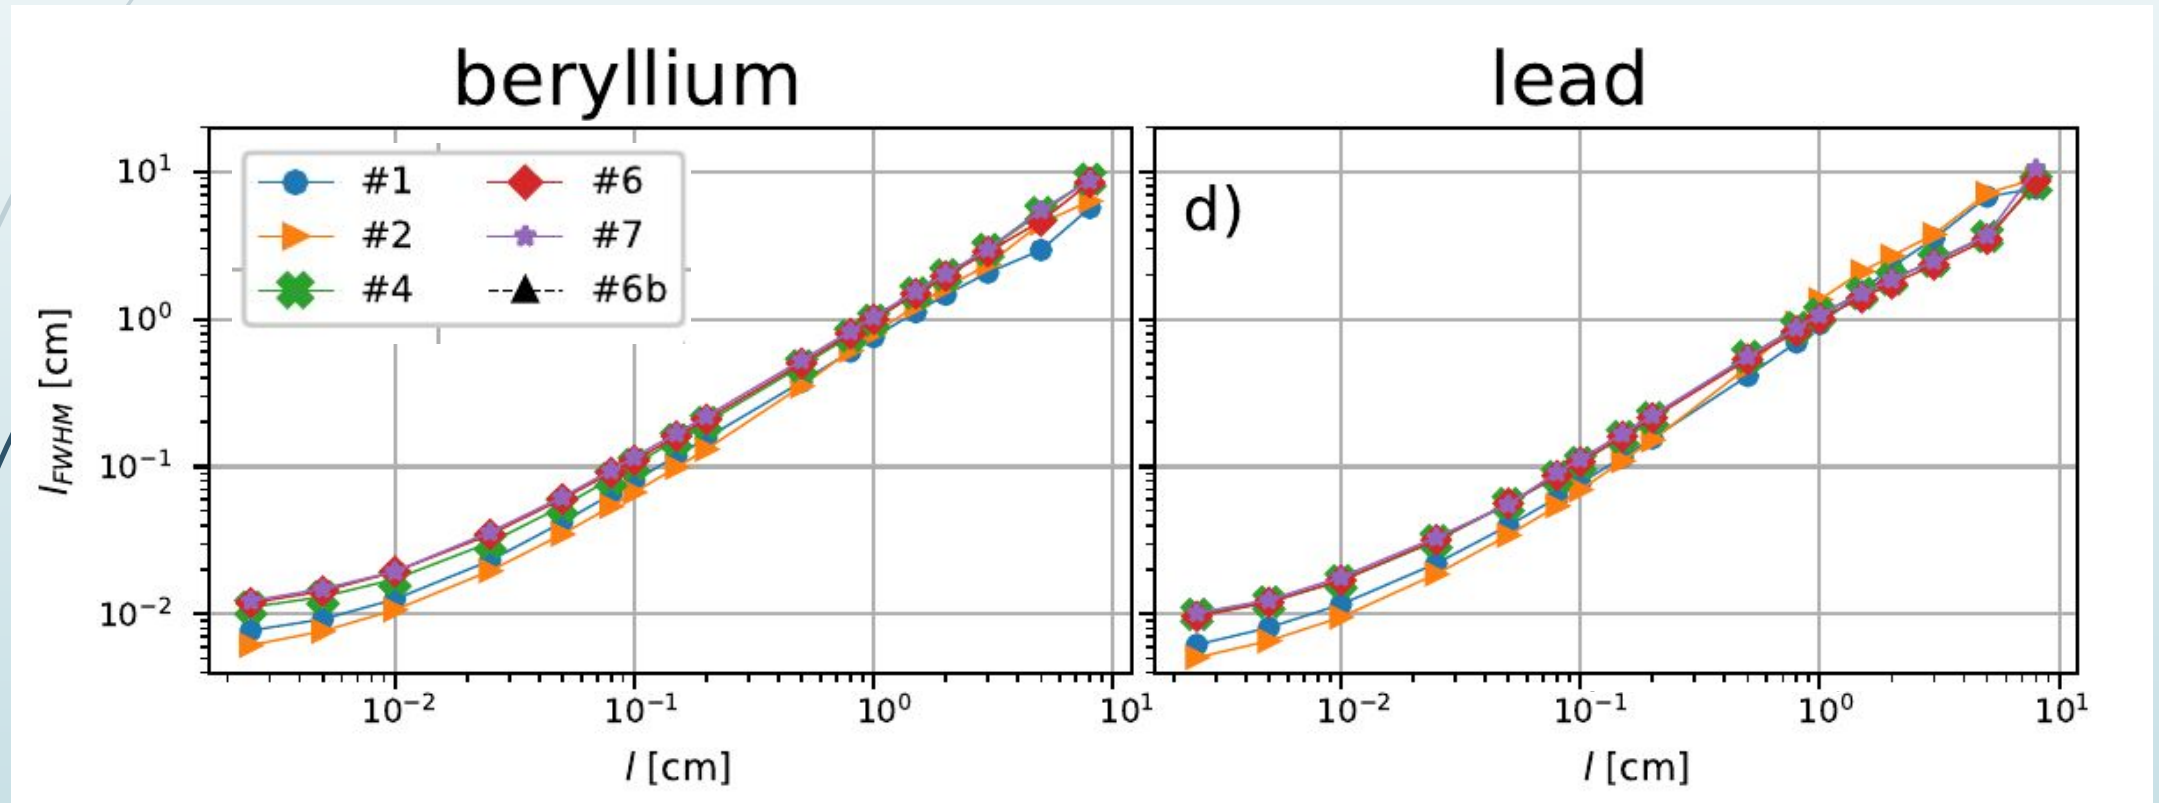 beryllium
lead
#1
#2
#4
#6
#7
#6b
d)
l_FWHM [cm]
10¹
10⁰
10⁻¹
10⁻²
10⁻² 10⁻¹ 10⁰ 10¹
10⁻² 10⁻¹ 10⁰ 10¹
l [cm]
l [cm]